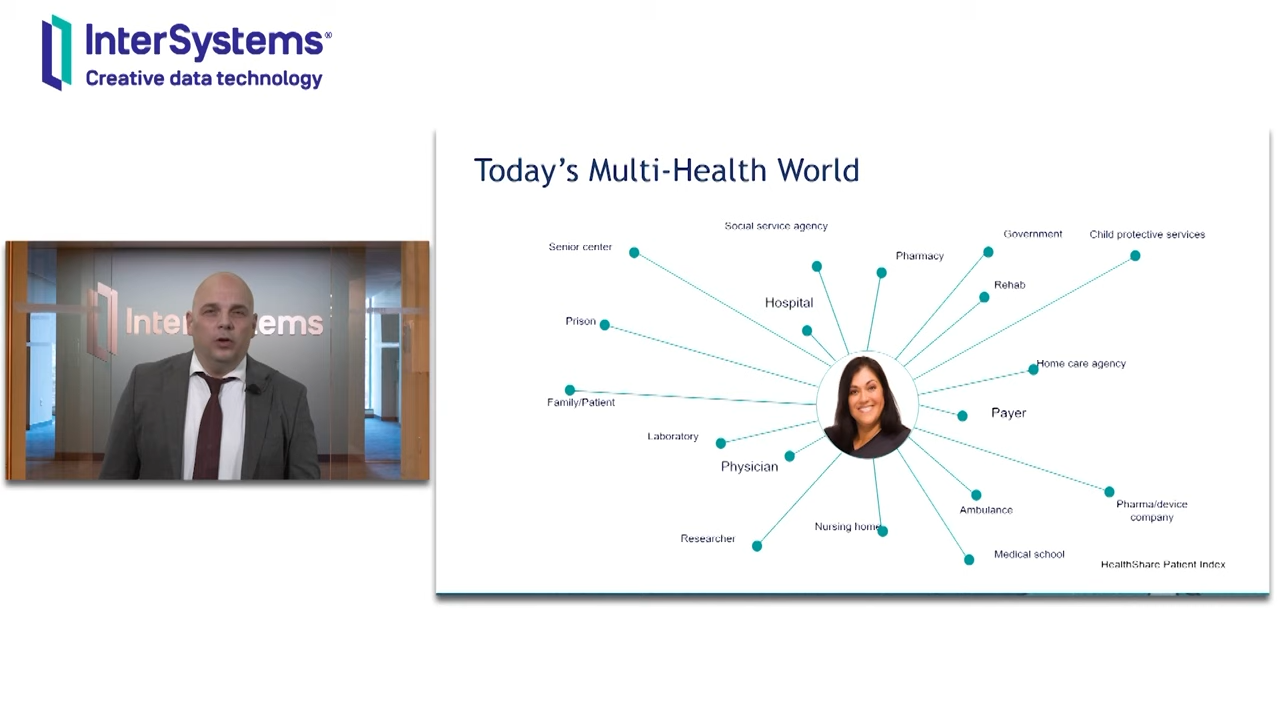 InterSystems®
Creative data technology
Today's Multi-Health World
Social service agency
Senior center
Government
Child protective services
Pharmacy
Rehab
Hospital
Prison
InterSystems
Home care agency
Family/Patient
Payer
Laboratory
Physician
Pharma/device
company
Ambulance
Nursing home
Researcher
Medical school
HealthShare Patient Index